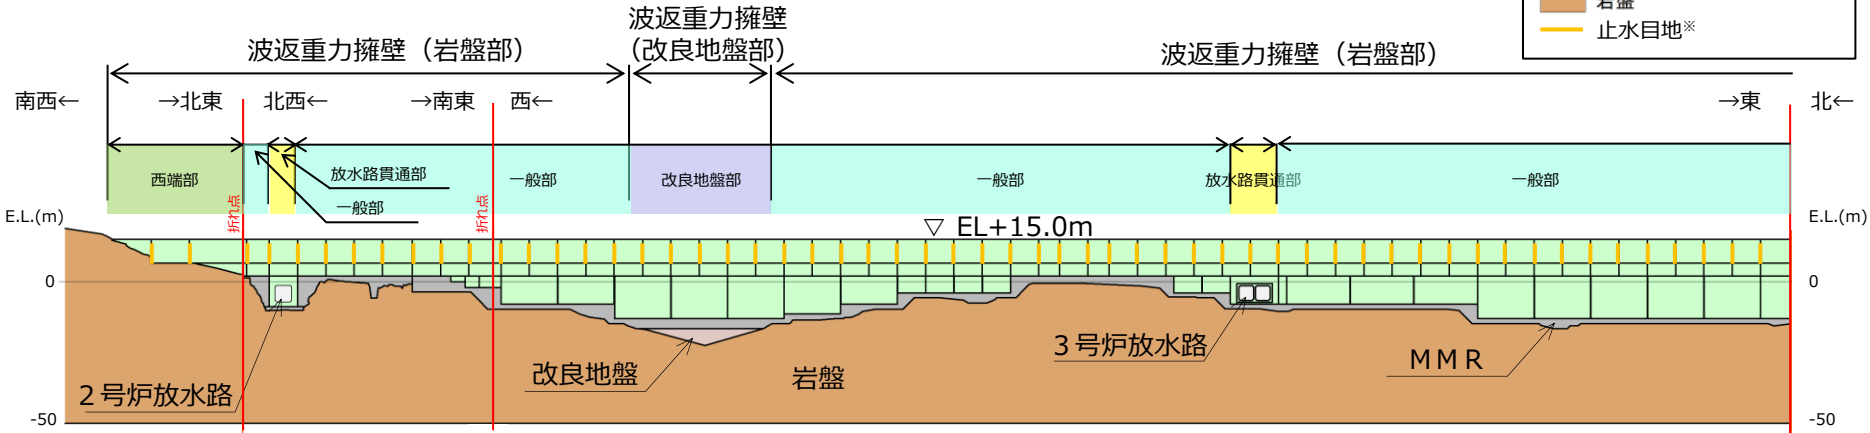 岩盤
止水目地※
波返重力擁壁
(改良地盤部)
波返重力擁壁（岩盤部）
波返重力擁壁（岩盤部）
南西← →北東 北西← →南東 西← →東 北←
西端部
放水路貫通部
一般部
一般部
改良地盤部
一般部
放水路貫通部
一般部
折れ点
折れ点
E.L.(m)
▽ EL+15.0m
E.L.(m)
0
0
３号炉放水路
ＭＭＲ
改良地盤
岩盤
２号炉放水路
-50
-50